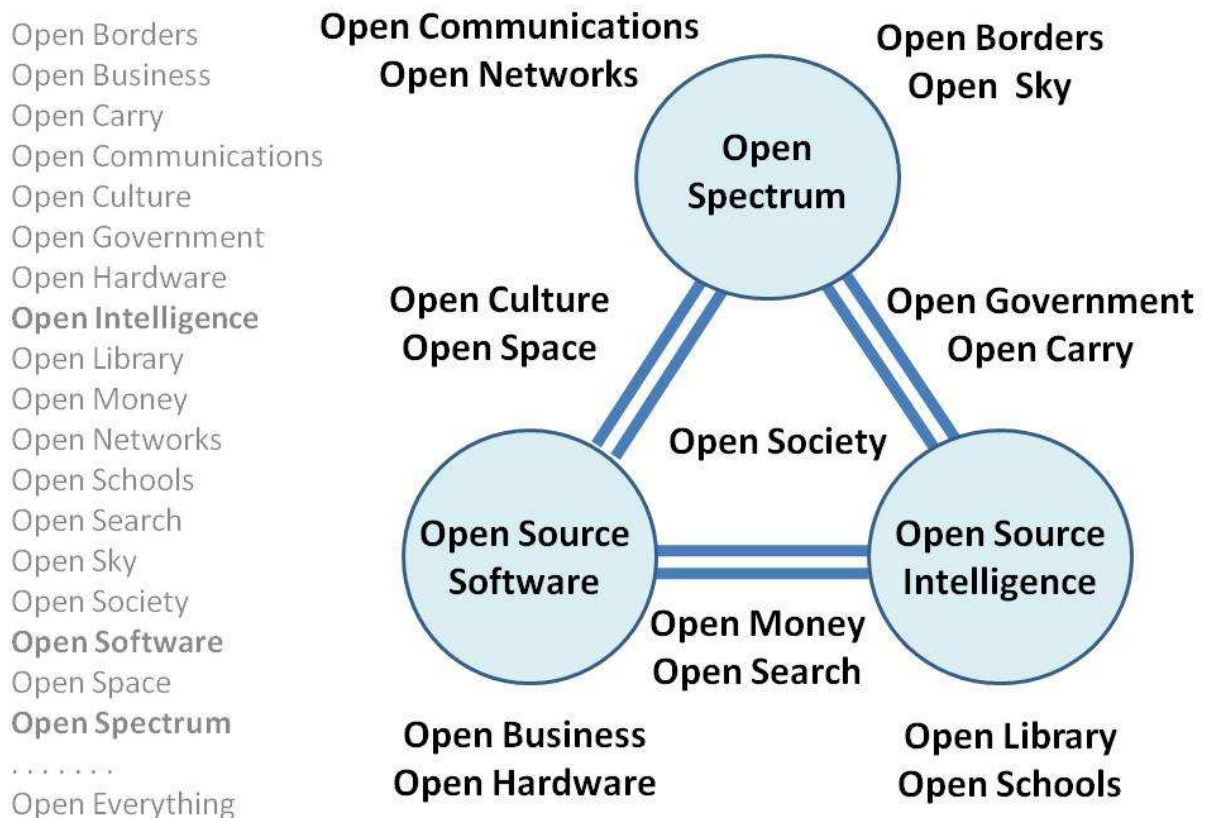 Open Borders
Open Business
Open Carry
Open Communications
Open Culture
Open Government
Open Hardware
Open Intelligence
Open Library
Open Money
Open Networks
Open Schools
Open Search
Open Sky
Open Society
Open Software
Open Space
Open Spectrum
. . . . . . .
Open Everything
Open Communications
Open Networks
Open Borders
Open Sky
Open
Spectrum
Open Culture
Open Space
Open Government
Open Carry
Open Society
Open Source
Software
Open Source
Intelligence
Open Money
Open Search
Open Business
Open Hardware
Open Library
Open Schools